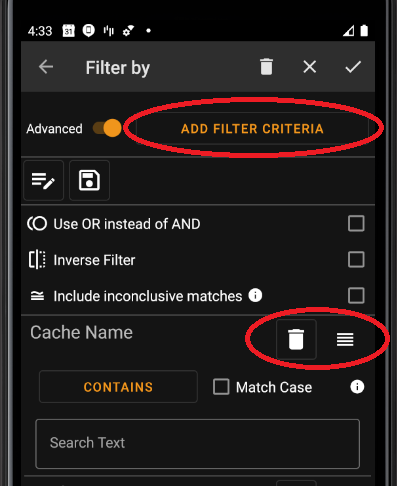 4:33 31
Filter by
Advanced ADD FILTER CRITERIA
Use OR instead of AND
Inverse Filter
Include inconclusive matches
Cache Name
CONTAINS Match Case
Search Text